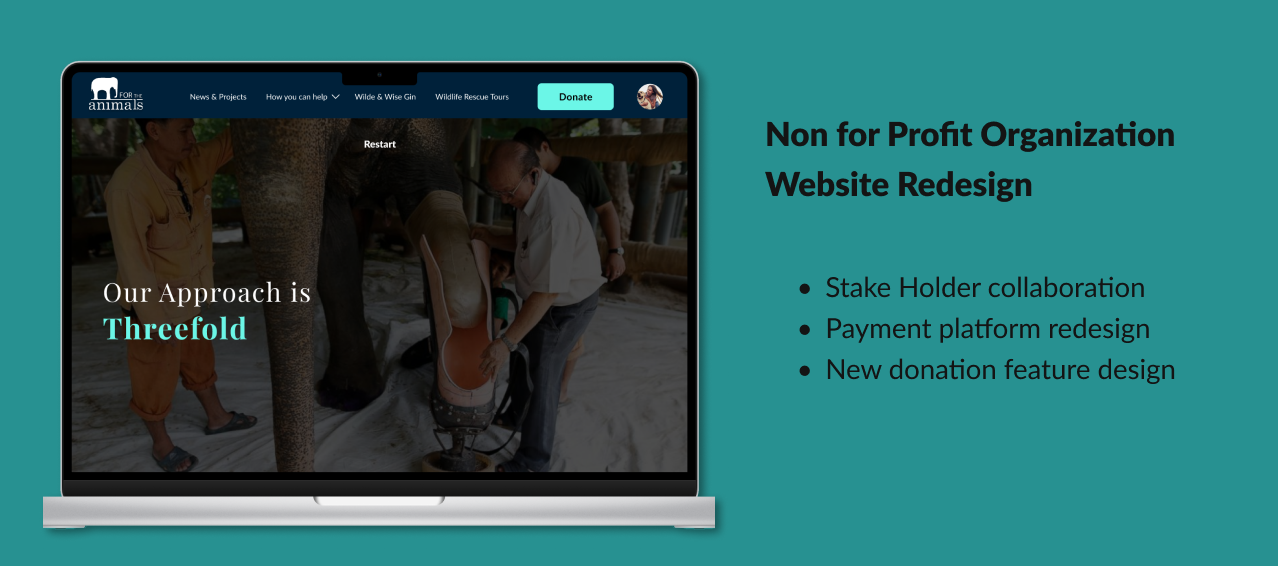 FOR THE
animals
News & Projects
How you can help
Wilde & Wise Gin
Wildlife Rescue Tours
Donate
Restart
Our Approach is
Threefold
Non for Profit Organization
Website Redesign
• Stake Holder collaboration
• Payment platform redesign
• New donation feature design